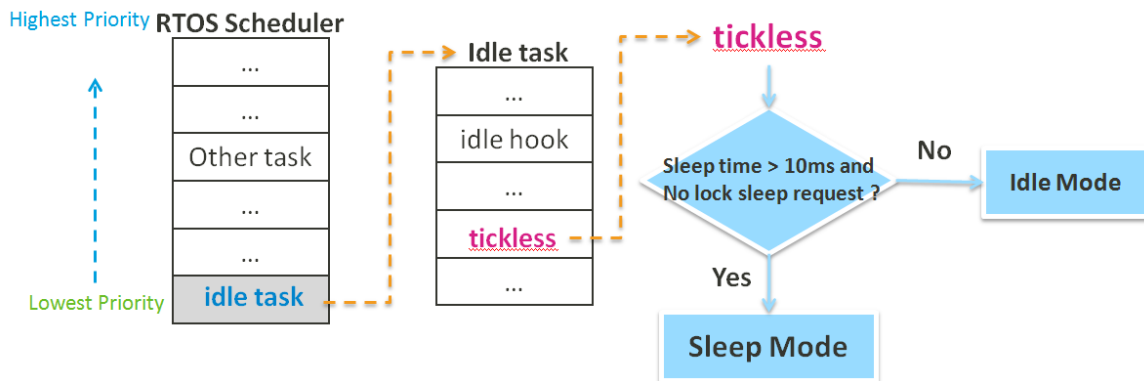 Highest Priority
RTOS Scheduler
...
...
Other task
...
...
idle task
Lowest Priority
Idle task
...
idle hook
...
tickless
...
tickless
Sleep time > 10ms and
No lock sleep request ?
No
Idle Mode
Yes
Sleep Mode